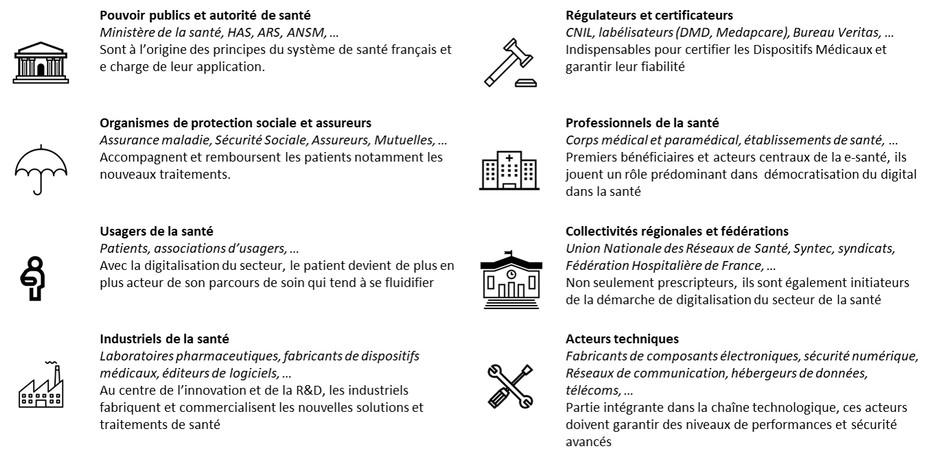 Pouvoir publics et autorité de santé
Ministère de la santé, HAS, ARS, ANSM, …
Sont à l'origine des principes du système de santé français et
e charge de leur application.
Organismes de protection sociale et assureurs
Assurance maladie, Sécurité Sociale, Assureurs, Mutuelles, …
Accompagnent et remboursent les patients notamment les
nouveaux traitements.
Usagers de la santé
Patients, associations d'usagers, …
Avec la digitalisation du secteur, le patient devient de plus en
plus acteur de son parcours de soin qui tend à se fluidifier
Industriels de la santé
Laboratoires pharmaceutiques, fabricants de dispositifs
médicaux, éditeurs de logiciels, …
Au centre de l'innovation et de la R&D, les industriels
fabriquent et commercialisent les nouvelles solutions et
traitements de santé
Régulateurs et certificateurs
CNIL, labélisateurs (DMD, Medapcare), Bureau Veritas, …
Indispensables pour certifier les Dispositifs Médicaux et
garantir leur fiabilité
Professionnels de la santé
Corps médical et paramédical, établissements de santé, …
Premiers bénéficiaires et acteurs centraux de la e-santé, ils
jouent un rôle prédominant dans démocratisation du digital
dans la santé
Collectivités régionales et fédérations
Union Nationale des Réseaux de Santé, Syntec, syndicats,
Fédération Hospitalière de France, …
Non seulement prescripteurs, ils sont également initiateurs
de la démarche de digitalisation du secteur de la santé
Acteurs techniques
Fabricants de composants électroniques, sécurité numérique,
Réseaux de communication, hébergeurs de données,
télécoms, …
Partie intégrante dans la chaîne technologique, ces acteurs
doivent garantir des niveaux de performances et sécurité
avancés